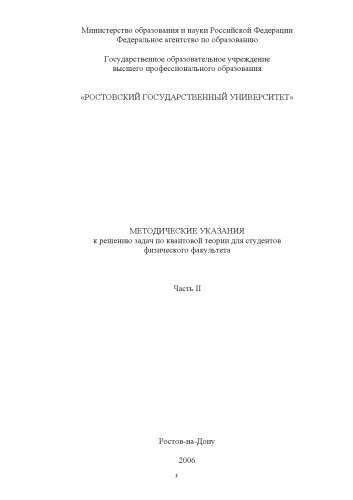 Министерство образования и науки Российской Федерации
Федеральное агентство по образованию
Государственное образовательное учреждение
высшего профессионального образования
«РОСТОВСКИЙ ГОСУДАРСТВЕННЫЙ УНИВЕРСИТЕТ»
МЕТОДИЧЕСКИЕ УКАЗАНИЯ
к решению задач по квантовой теории для студентов
физического факультета
Часть II
Ростов-на-Дону
2006